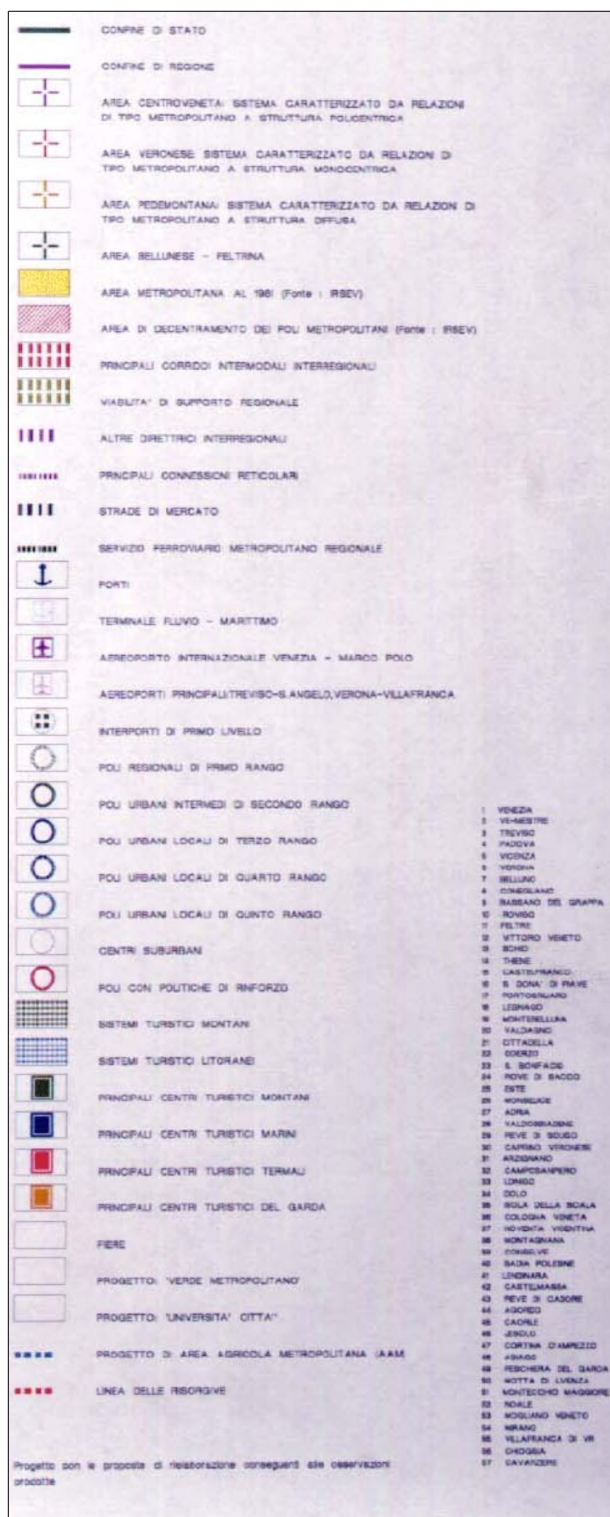 CONFINE DI STATO
CONFINE DI REGIONE
AREA CENTROVENETA: SISTEMA CARATTERIZZATO DA RELAZIONI
DI TIPO METROPOLITANO A STRUTTURA POLICENTRICA
AREA VERONESE: SISTEMA CARATTERIZZATO DA RELAZIONI DI
TIPO METROPOLITANO A STRUTTURA MONOCENTRICA
AREA PEDEMONTANA: SISTEMA CARATTERIZZATO DA RELAZIONI DI
TIPO METROPOLITANO A STRUTTURA DIFFUSA
AREA BELLUNESE - FELTRINA
AREA METROPOLITANA AL 1981 (Fonte : IRSEV)
AREA DI DECENTRAMENTO DEI POLI METROPOLITANI (Fonte : IRSEV)
PRINCIPALI CORRIDOI INTERMODALI INTERREGIONALI
VIABILITA' DI SUPPORTO REGIONALE
ALTRE DIRETTRICI INTERREGIONALI
PRINCIPALI CONNESSIONI RETICOLARI
STRADE DI MERCATO
SERVIZIO FERROVIARIO METROPOLITANO REGIONALE
PORTI
TERMINALE FLUVIO - MARITTIMO
AEREOPORTO INTERNAZIONALE VENEZIA - MARCO POLO
AEREOPORTI PRINCIPALI:TREVISO-S.ANGELO,VERONA-VILLAFRANCA
INTERPORTI DI PRIMO LIVELLO
POLI REGIONALI DI PRIMO RANGO
POLI URBANI INTERMEDI DI SECONDO RANGO
POLI URBANI LOCALI DI TERZO RANGO
POLI URBANI LOCALI DI QUARTO RANGO
POLI URBANI LOCALI DI QUINTO RANGO
CENTRI SUBURBANI
POLI CON POLITICHE DI RINFORZO
SISTEMI TURISTICI MONTANI
SISTEMI TURISTICI LITORANEI
PRINCIPALI CENTRI TURISTICI MONTANI
PRINCIPALI CENTRI TURISTICI MARINI
PRINCIPALI CENTRI TURISTICI TERMALI
PRINCIPALI CENTRI TURISTICI DEL GARDA
FIERE
PROGETTO: 'VERDE METROPOLITANO'
PROGETTO: 'UNIVERSITA' CITTA''
PROGETTO DI AREA AGRICOLA METROPOLITANA (AAM)
LINEA DELLE RISORGIVE
Progetto con le proposte di rielaborazione conseguenti alle osservazioni
prodotte
1 VENEZIA
2 VE-MESTRE
3 TREVISO
4 PADOVA
5 VICENZA
6 VERONA
7 BELLUNO
8 CONEGLIANO
9 BASSANO DEL GRAPPA
10 ROVIGO
11 FELTRE
12 VITTORIO VENETO
13 SCHIO
14 THIENE
15 CASTELFRANCO
16 S. DONA' DI PIAVE
17 PORTOGRUARO
18 LEGNAGO
19 MONTEBELLUNA
20 VALDAGNO
21 CITTADELLA
22 ODERZO
23 S. BONIFACIO
24 PIOVE DI SACCO
25 ESTE
26 MONSELICE
27 ADRIA
28 VALDOBBIADENE
29 PIEVE DI SOLIGO
30 CAPRINO VERONESE
31 ARZIGNANO
32 CAMPOSANPIERO
33 LONIGO
34 DOLO
35 ISOLA DELLA SCALA
36 COLOGNA VENETA
37 NOVENTA VICENTINA
38 MONTAGNANA
39 CONSELVE
40 BADIA POLESINE
41 LENDINARA
42 CASTELMASSA
43 PIEVE DI CADORE
44 AGORDO
45 CAORLE
46 JESOLO
47 CORTINA D'AMPEZZO
48 ASIAGO
49 PESCHIERA DEL GARDA
50 MOTTA DI LIVENZA
51 MONTECCHIO MAGGIORE
52 NOALE
53 MOGLIANO VENETO
54 MIRANO
55 VILLAFRANCA DI VR
56 CHIOGGIA
57 CAVARZERE